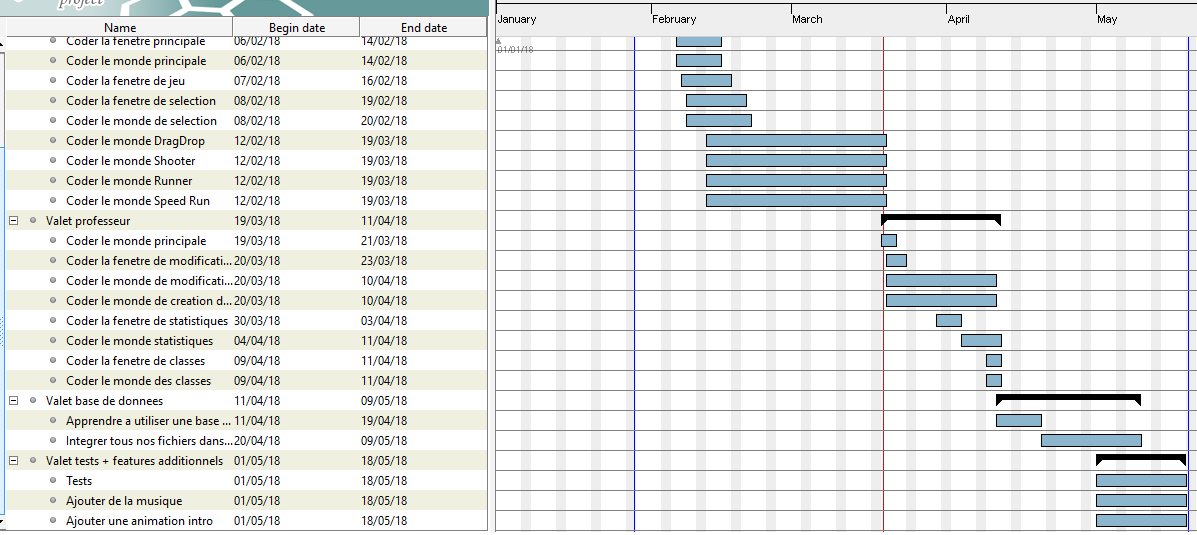 project
January February March April May
Name Begin date End date
01/01/18
Coder la fenetre principale 06/02/18 14/02/18
Coder le monde principale 06/02/18 14/02/18
Coder la fenetre de jeu 07/02/18 16/02/18
Coder la fenetre de selection 08/02/18 19/02/18
Coder le monde de selection 08/02/18 20/02/18
Coder le monde DragDrop 12/02/18 19/03/18
Coder le monde Shooter 12/02/18 19/03/18
Coder le monde Runner 12/02/18 19/03/18
Coder le monde Speed Run 12/02/18 19/03/18
Valet professeur 19/03/18 11/04/18
Coder le monde principale 19/03/18 21/03/18
Coder la fenetre de modificati... 20/03/18 23/03/18
Coder le monde de modificati... 20/03/18 10/04/18
Coder le monde de creation d... 20/03/18 10/04/18
Coder la fenetre de statistiques 30/03/18 03/04/18
Coder le monde statistiques 04/04/18 11/04/18
Coder la fenetre de classes 09/04/18 11/04/18
Coder le monde des classes 09/04/18 11/04/18
Valet base de donnees 11/04/18 09/05/18
Apprendre a utiliser une base ... 11/04/18 19/04/18
Integrer tous nos fichiers dans... 20/04/18 09/05/18
Valet tests + features additionnels 01/05/18 18/05/18
Tests 01/05/18 18/05/18
Ajouter de la musique 01/05/18 18/05/18
Ajouter une animation intro 01/05/18 18/05/18